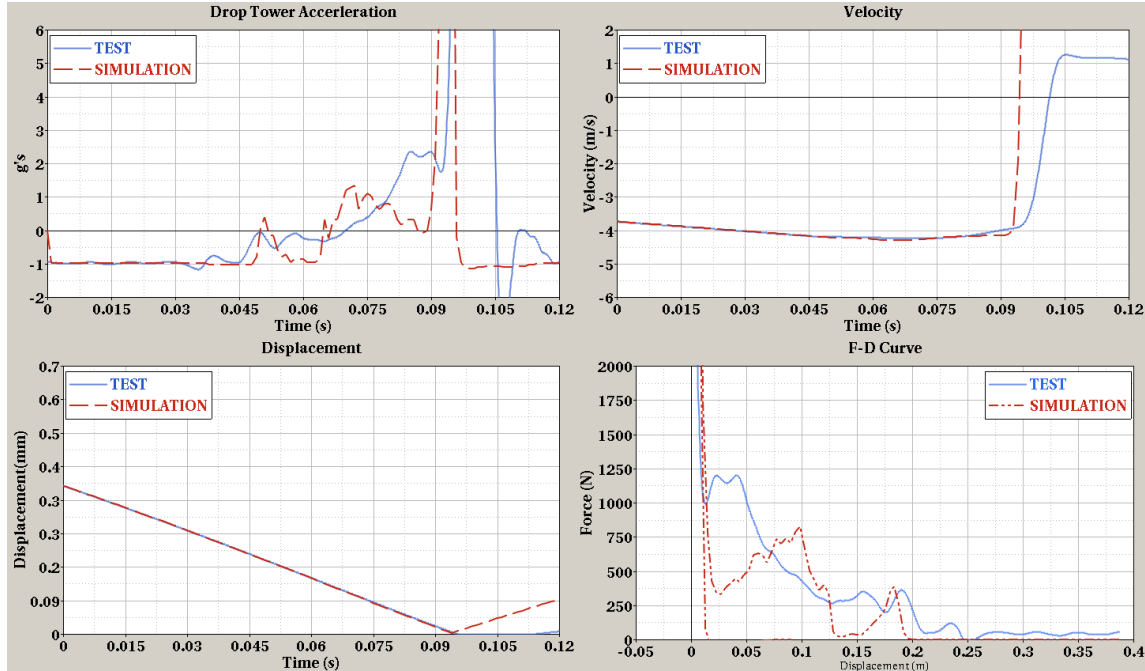 Drop Tower Accerleration
6
5
4
3
2
1
0
-1
-2
g's
TEST
SIMULATION
0 0.015 0.03 0.045 0.06 0.075 0.09 0.105 0.12
Time (s)
Velocity
2
1
0
-1
-2
-3
-4
-5
-6
Velocity (m/s)
TEST
SIMULATION
0 0.015 0.03 0.045 0.06 0.075 0.09 0.105 0.12
Time (s)
Displacement
0.7
0.6
0.5
0.4
0.3
0.3
0.2
0.09
0
Displacement(mm)
TEST
SIMULATION
0 0.015 0.03 0.045 0.06 0.075 0.09 0.105 0.12
Time (s)
F-D Curve
2000
1750
1500
1250
1000
750
500
250
0
Force (N)
TEST
SIMULATION
-0.05 0 0.05 0.1 0.15 0.2 0.25 0.3 0.35 0.4
Displacement (m)